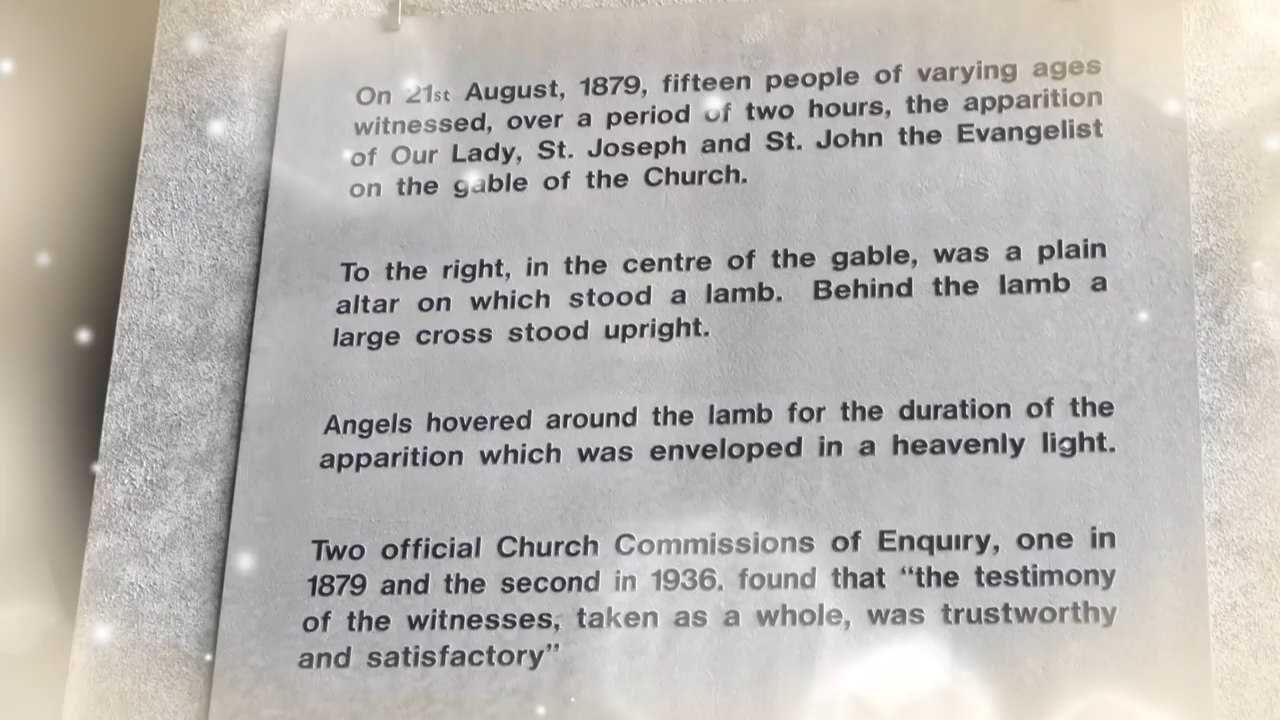 On 21st August, 1879, fifteen people of varying ages
witnessed, over a period of two hours, the apparition
of Our Lady, St. Joseph and St. John the Evangelist
on the gable of the Church.
To the right, in the centre of the gable, was a plain
altar on which stood a lamb. Behind the lamb a
large cross stood upright.
Angels hovered around the lamb for the duration of the
apparition which was enveloped in a heavenly light.
Two official Church Commissions of Enquiry, one in
1879 and the second in 1936. found that “the testimony
of the witnesses, taken as a whole, was trustworthy
and satisfactory”